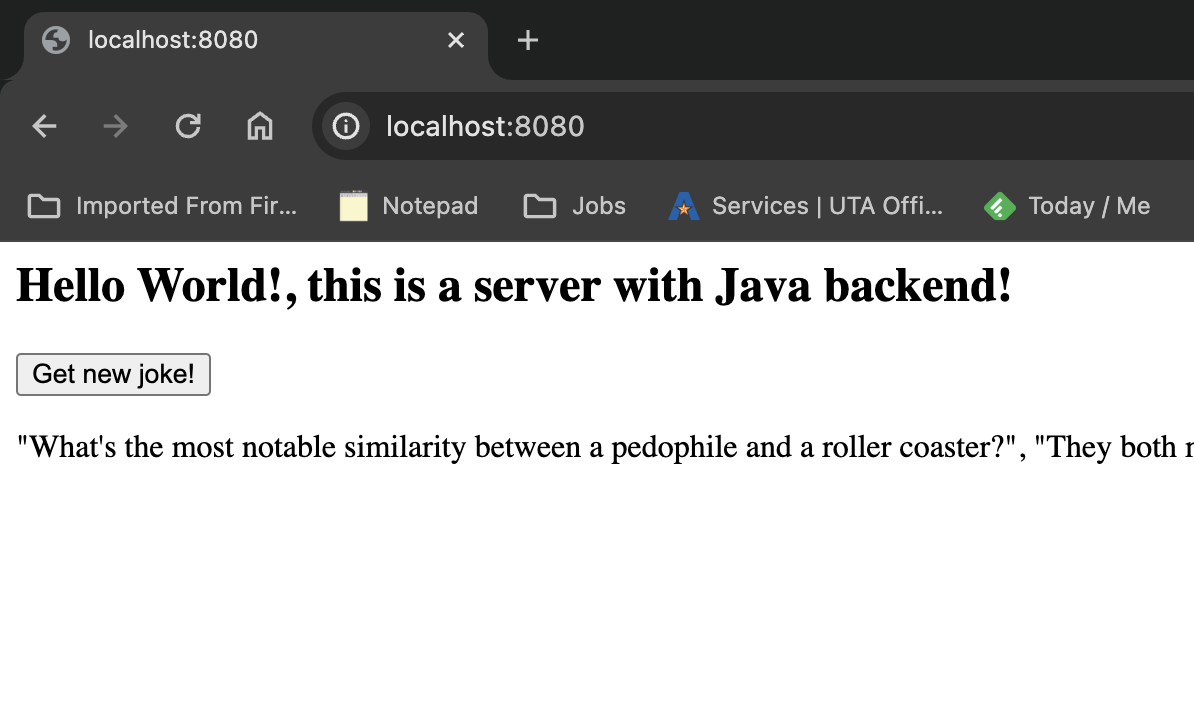 localhost:8080
localhost:8080
Imported From Fir... Notepad Jobs Services | UTA Offi... Today / Me
Hello World!, this is a server with Java backend!
Get new joke!
"What's the most notable similarity between a pedophile and a roller coaster?", "They both